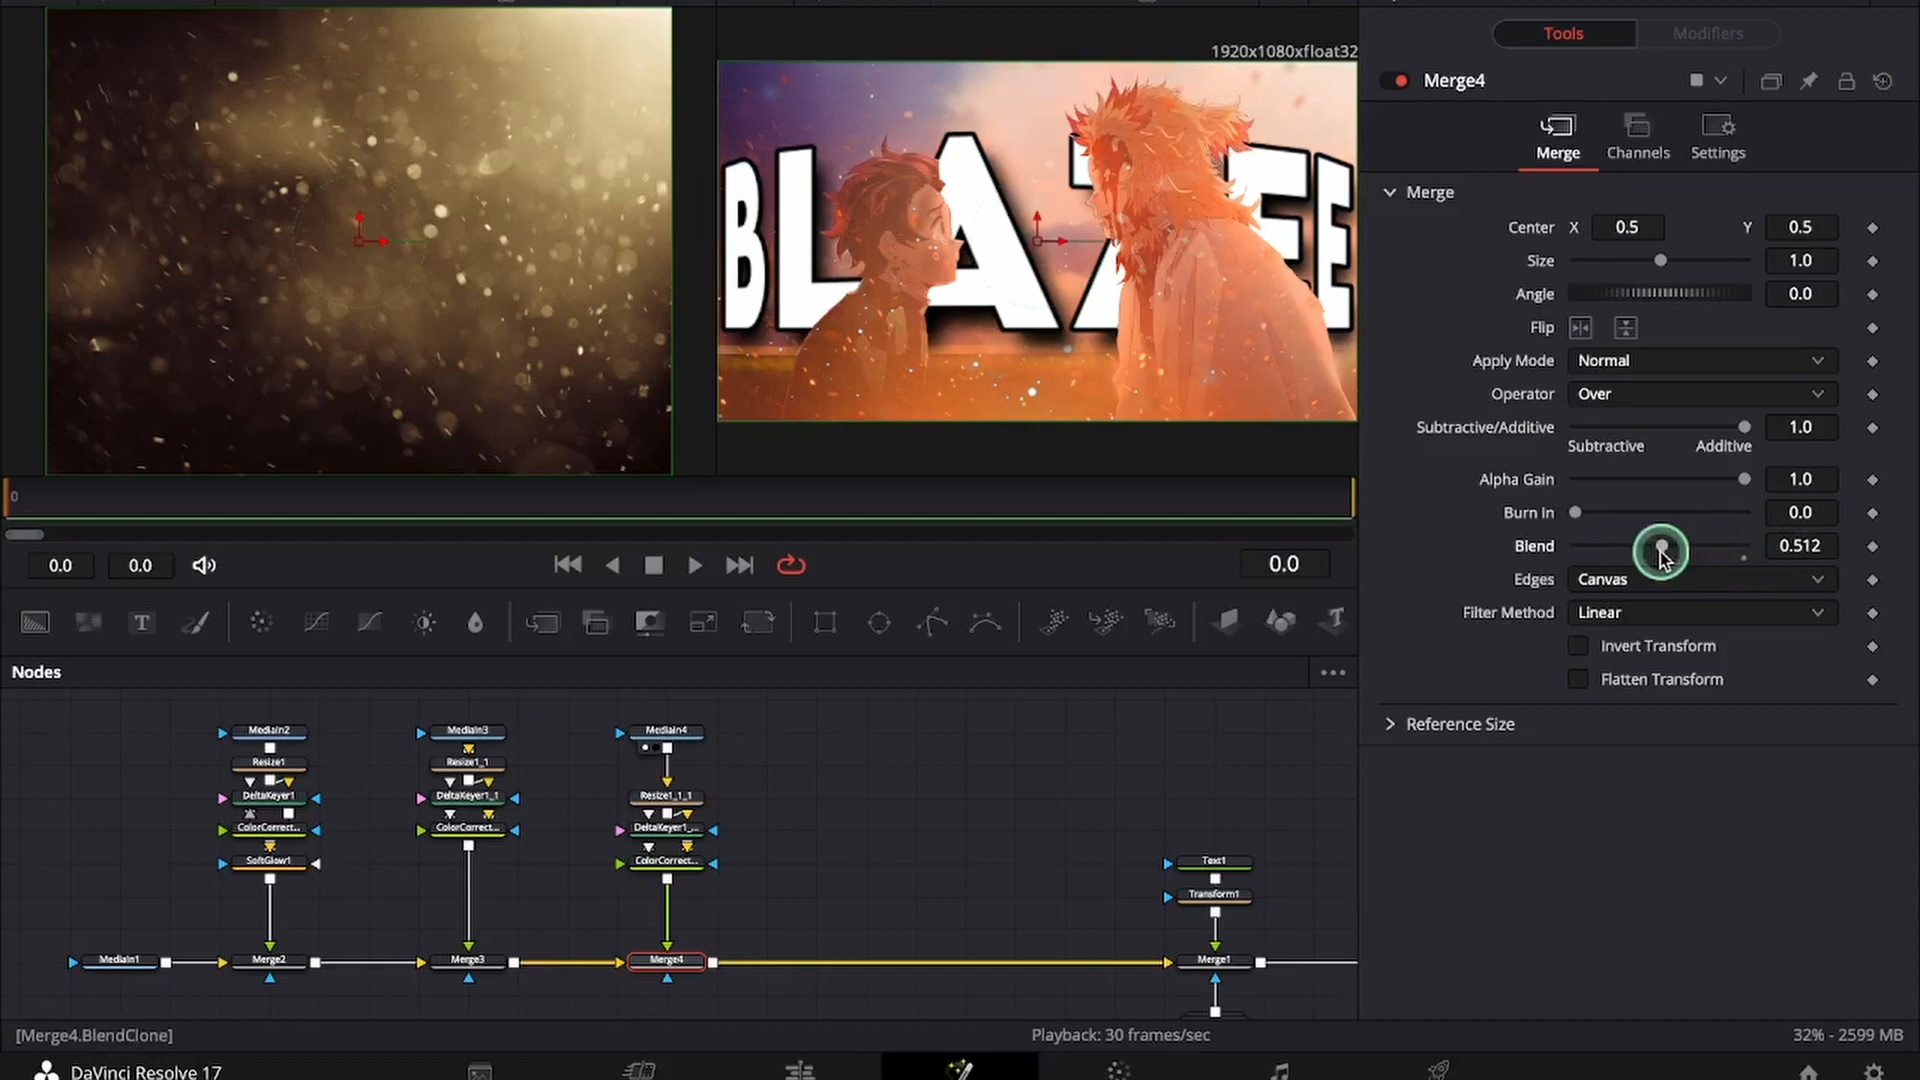 1920x1080xfloat32
BLAZE
Tools
Modifiers
Merge4
Merge
Channels
Settings
Merge
Center X 0.5 Y 0.5
Size 1.0
Angle 0.0
Flip
Apply Mode Normal
Operator Over
Subtractive/Additive 1.0
Subtractive Additive
Alpha Gain 1.0
Burn In 0.0
Blend 0.512
Edges Canvas
Filter Method Linear
Invert Transform
Flatten Transform
Reference Size
0
0.0 0.0 0.0
Nodes
MediaIn2 MediaIn3 MediaIn4
Resize1 Resize1_1
DeltaKeyer1 DeltaKeyer1_1 Resize1_1_1
ColorCorrect... ColorCorrect... DeltaKeyer1_...
SoftGlow1 ColorCorrect... Text1
Transform1
MediaIn1 Merge2 Merge3 Merge4 Merge1
[Merge4.BlendClone] Playback: 30 frames/sec 32% - 2599 MB
DaVinci Resolve 17